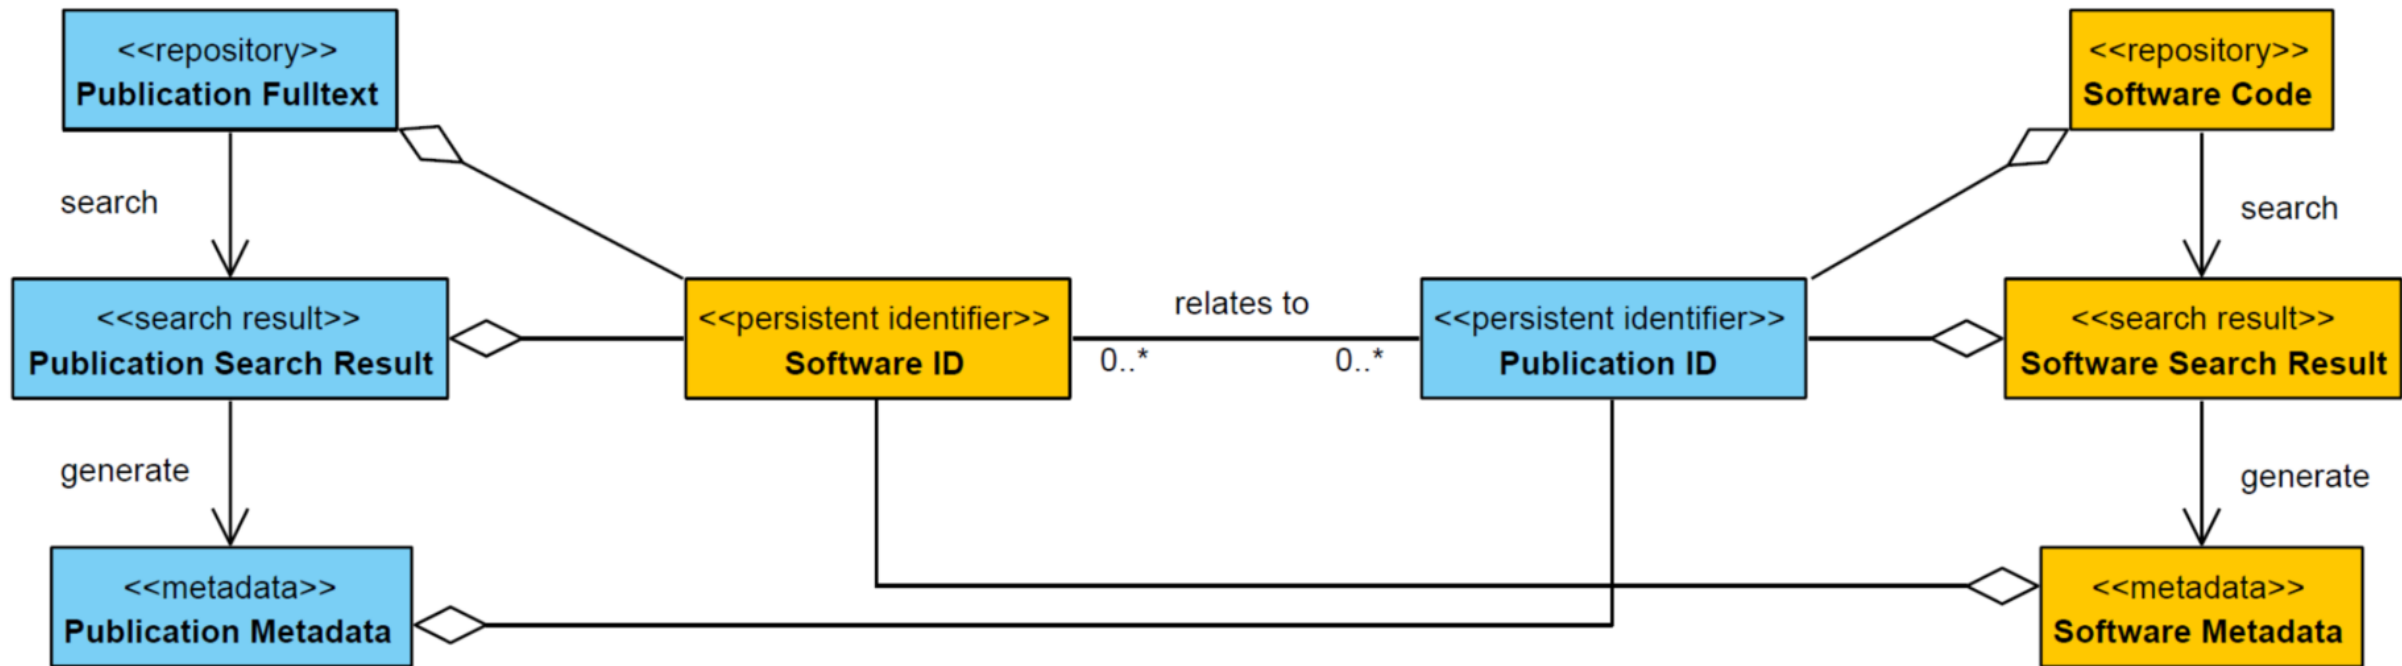 <<repository>>
Publication Fulltext
<<repository>>
Software Code
search
search
<<search result>>
Publication Search Result
<<persistent identifier>>
Software ID
relates to
0..*
0..*
<<persistent identifier>>
Publication ID
<<search result>>
Software Search Result
generate
generate
<<metadata>>
Publication Metadata
<<metadata>>
Software Metadata